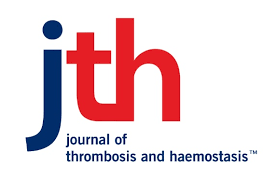 jth
journal of
thrombosis and haemostasis™